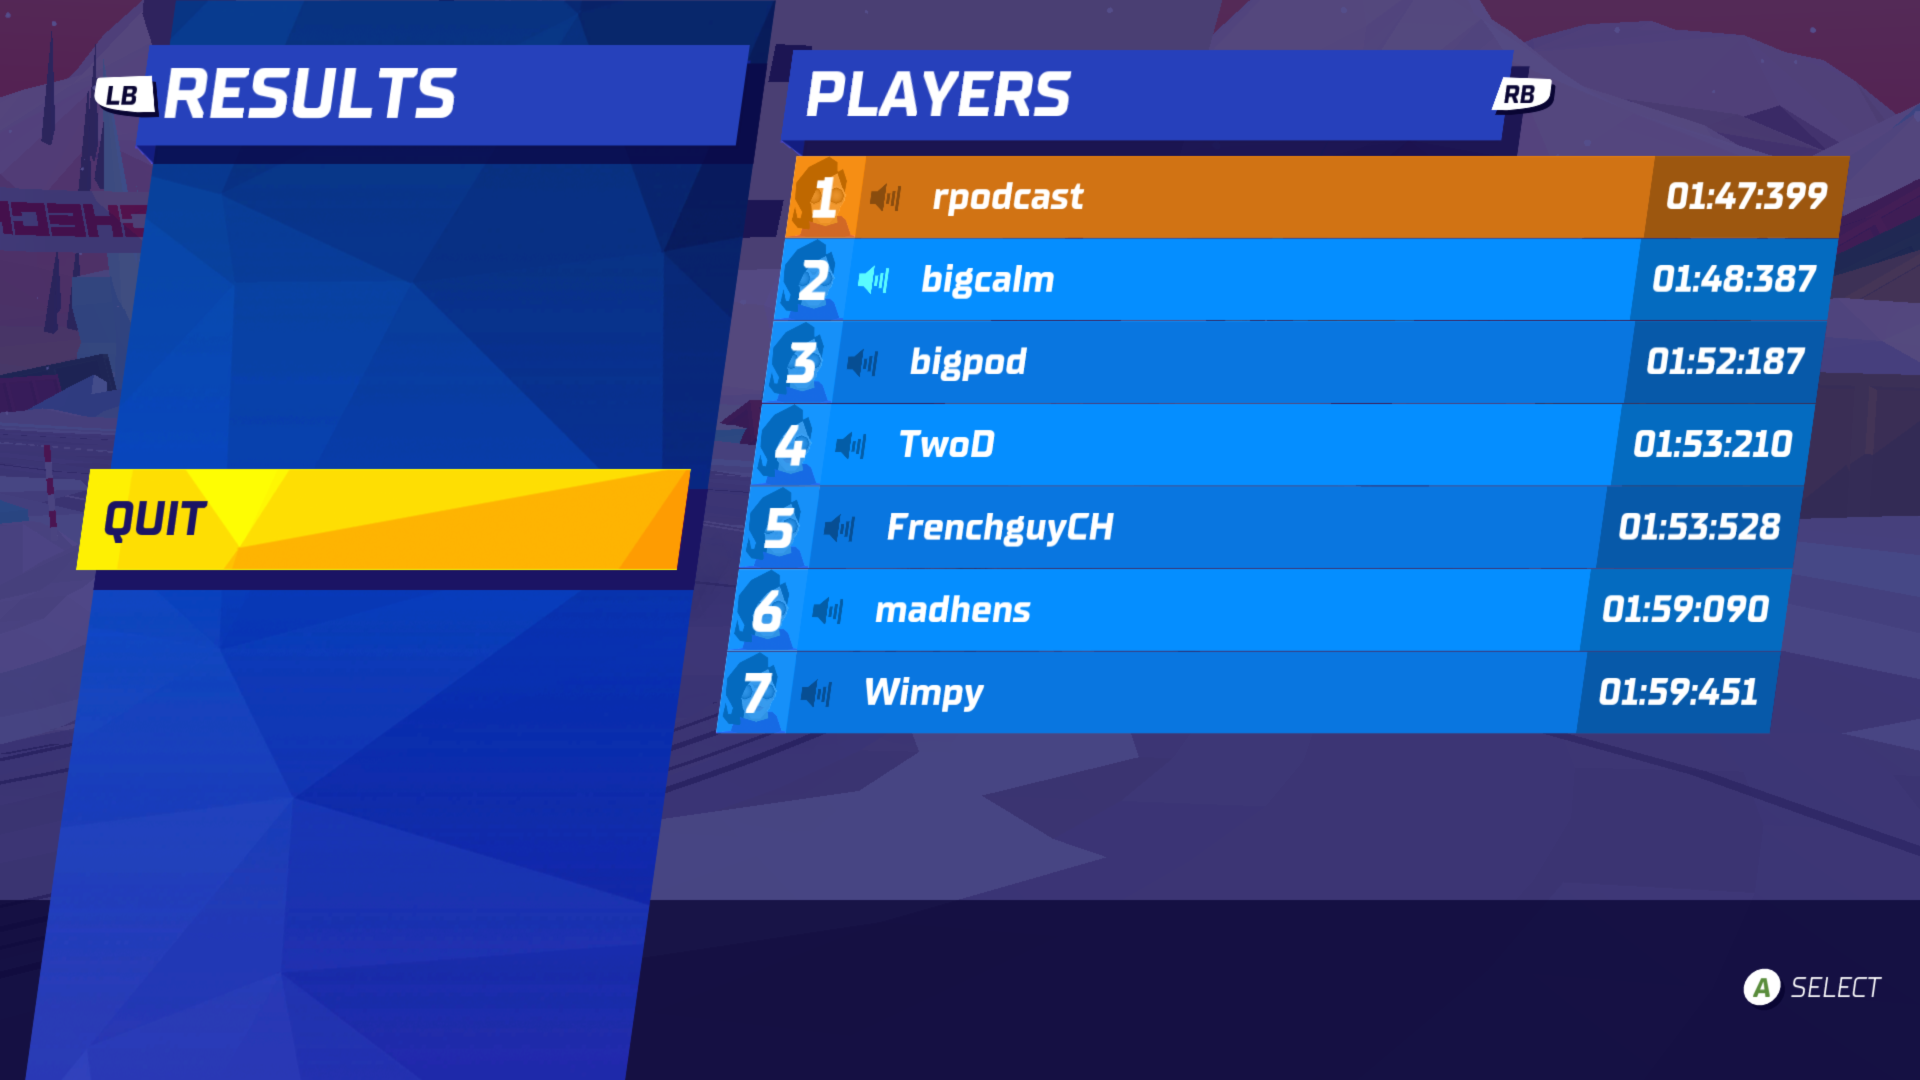 LB RESULTS
PLAYERS RB
1 rpodcast 01:47:399
2 bigcalm 01:48:387
3 bigpod 01:52:187
4 TwoD 01:53:210
5 FrenchguyCH 01:53:528
6 madhens 01:59:090
7 Wimpy 01:59:451
QUIT
A SELECT